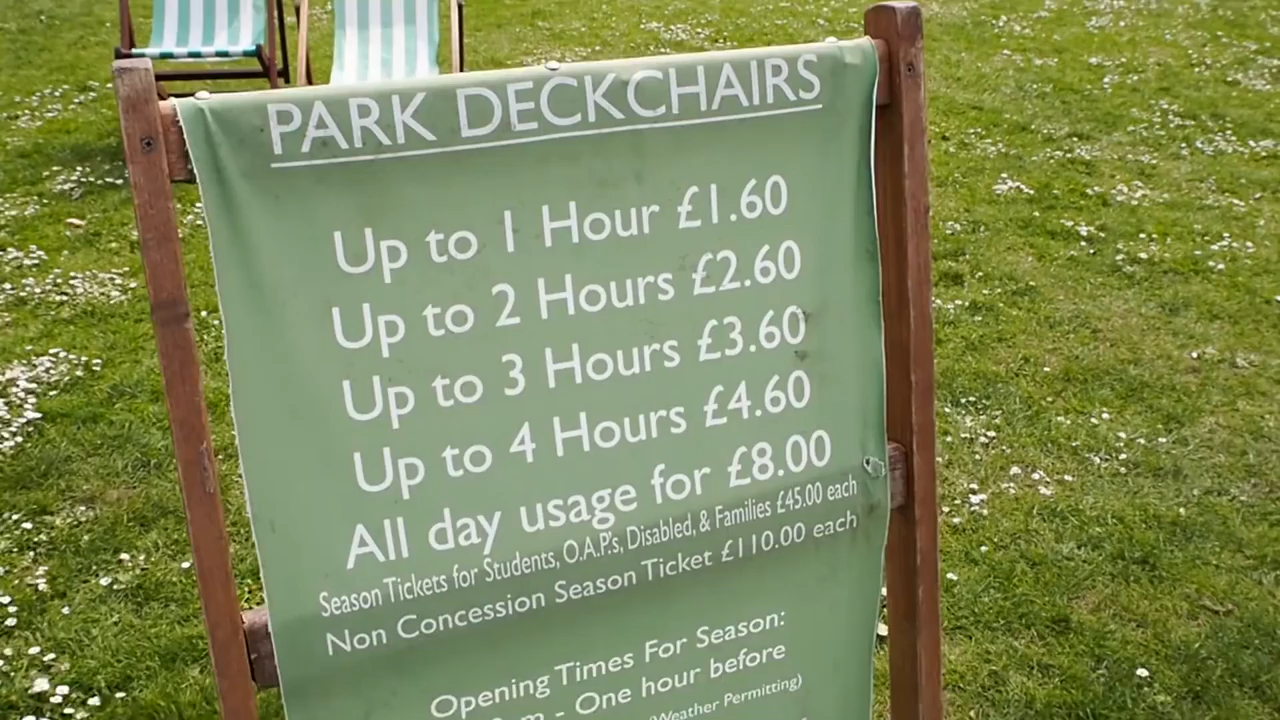 PARK DECKCHAIRS
Up to 1 Hour £1.60
Up to 2 Hours £2.60
Up to 3 Hours £3.60
Up to 4 Hours £4.60
All day usage for £8.00
Season Tickets for Students, O.A.P's, Disabled, & Families £45.00 each
Non Concession Season Ticket £110.00 each
Opening Times For Season:
- One hour before
(Weather Permitting)